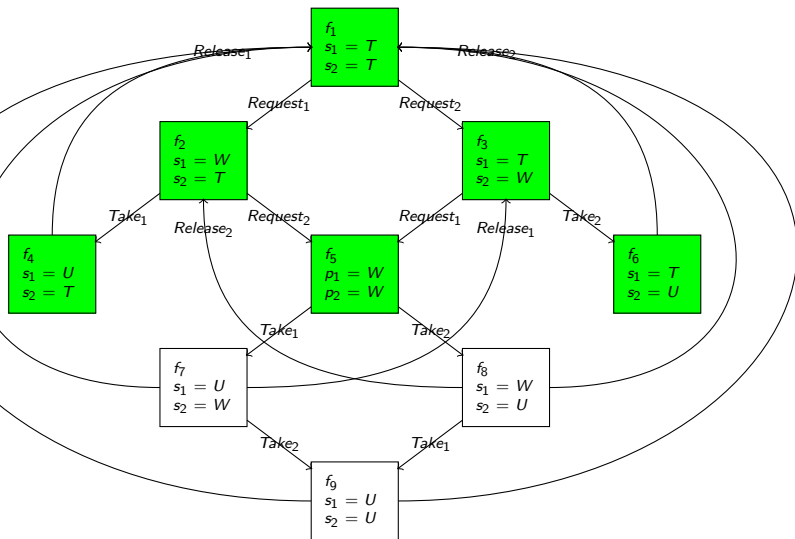 f₁
s₁ = T
s₂ = T
Release₁
Release₂
Request₁
Request₂
f₂
s₁ = W
s₂ = T
f₃
s₁ = T
s₂ = W
Take₁
Request₂
Request₁
Take₂
Release₂
Release₁
f₄
s₁ = U
s₂ = T
f₅
p₁ = W
p₂ = W
f₆
s₁ = T
s₂ = U
Take₁
Take₂
f₇
s₁ = U
s₂ = W
f₈
s₁ = W
s₂ = U
Take₂
Take₁
f₉
s₁ = U
s₂ = U